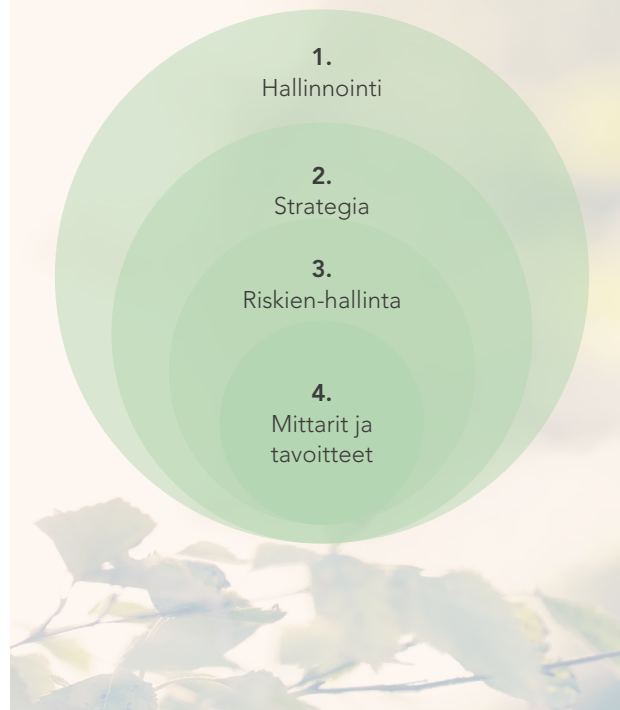 1.
Hallinnointi
2.
Strategia
3.
Riskien-hallinta
4.
Mittarit ja
tavoitteet